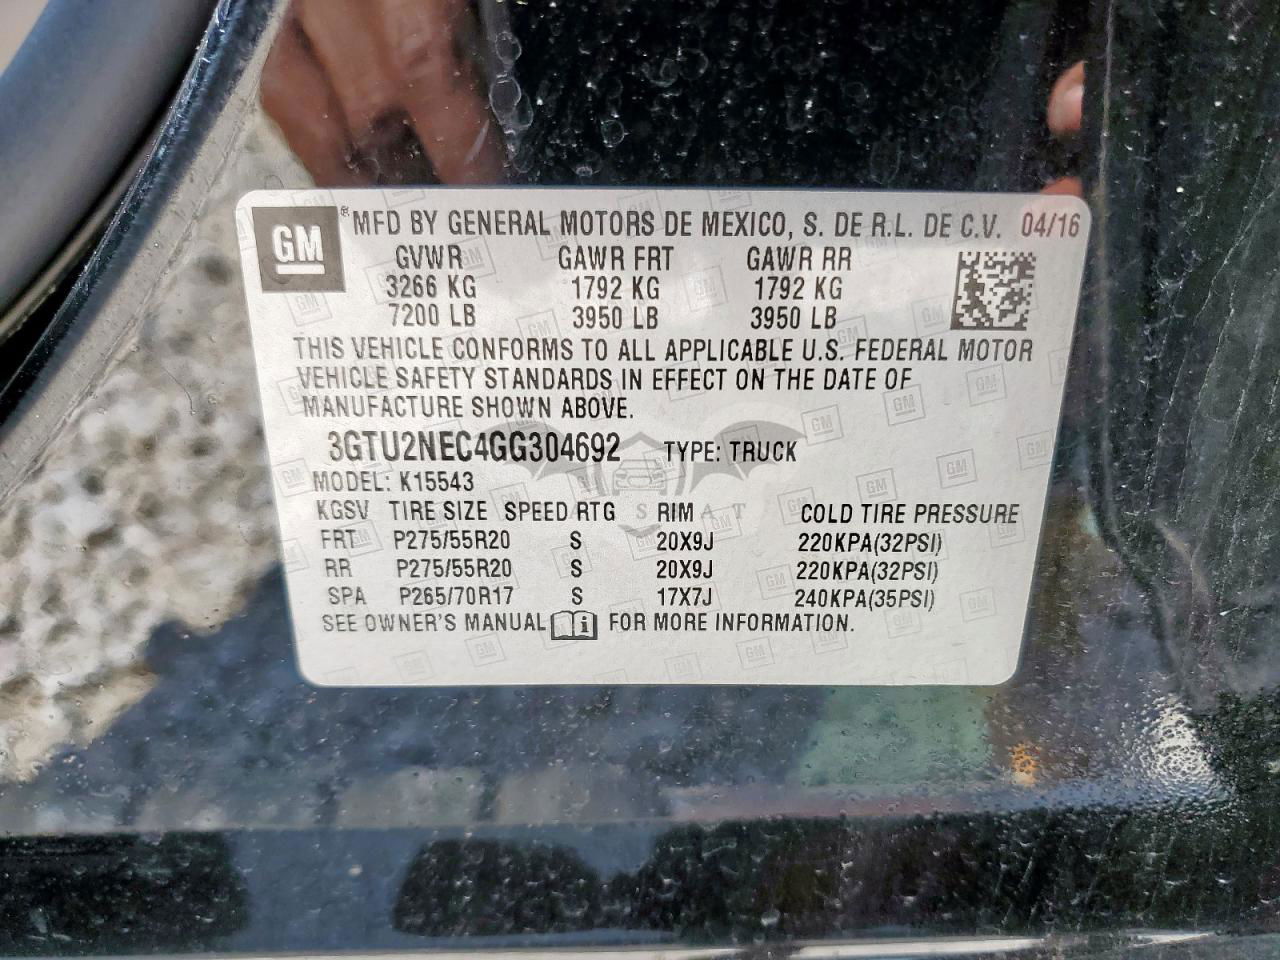 GM ® MFD BY GENERAL MOTORS DE MEXICO, S. DE R.L. DE C.V. 04/16
GVWR GAWR FRT GAWR RR
3266 KG 1792 KG 1792 KG
7200 LB 3950 LB 3950 LB
THIS VEHICLE CONFORMS TO ALL APPLICABLE U.S. FEDERAL MOTOR
VEHICLE SAFETY STANDARDS IN EFFECT ON THE DATE OF
MANUFACTURE SHOWN ABOVE.
3GTU2NEC4GG304692 TYPE: TRUCK
MODEL: K15543
KGSV TIRE SIZE SPEED RTG RIM COLD TIRE PRESSURE
FRT P275/55R20 S 20X9J 220KPA(32PSI)
RR P275/55R20 S 20X9J 220KPA(32PSI)
SPA P265/70R17 S 17X7J 240KPA(35PSI)
SEE OWNER'S MANUAL FOR MORE INFORMATION.